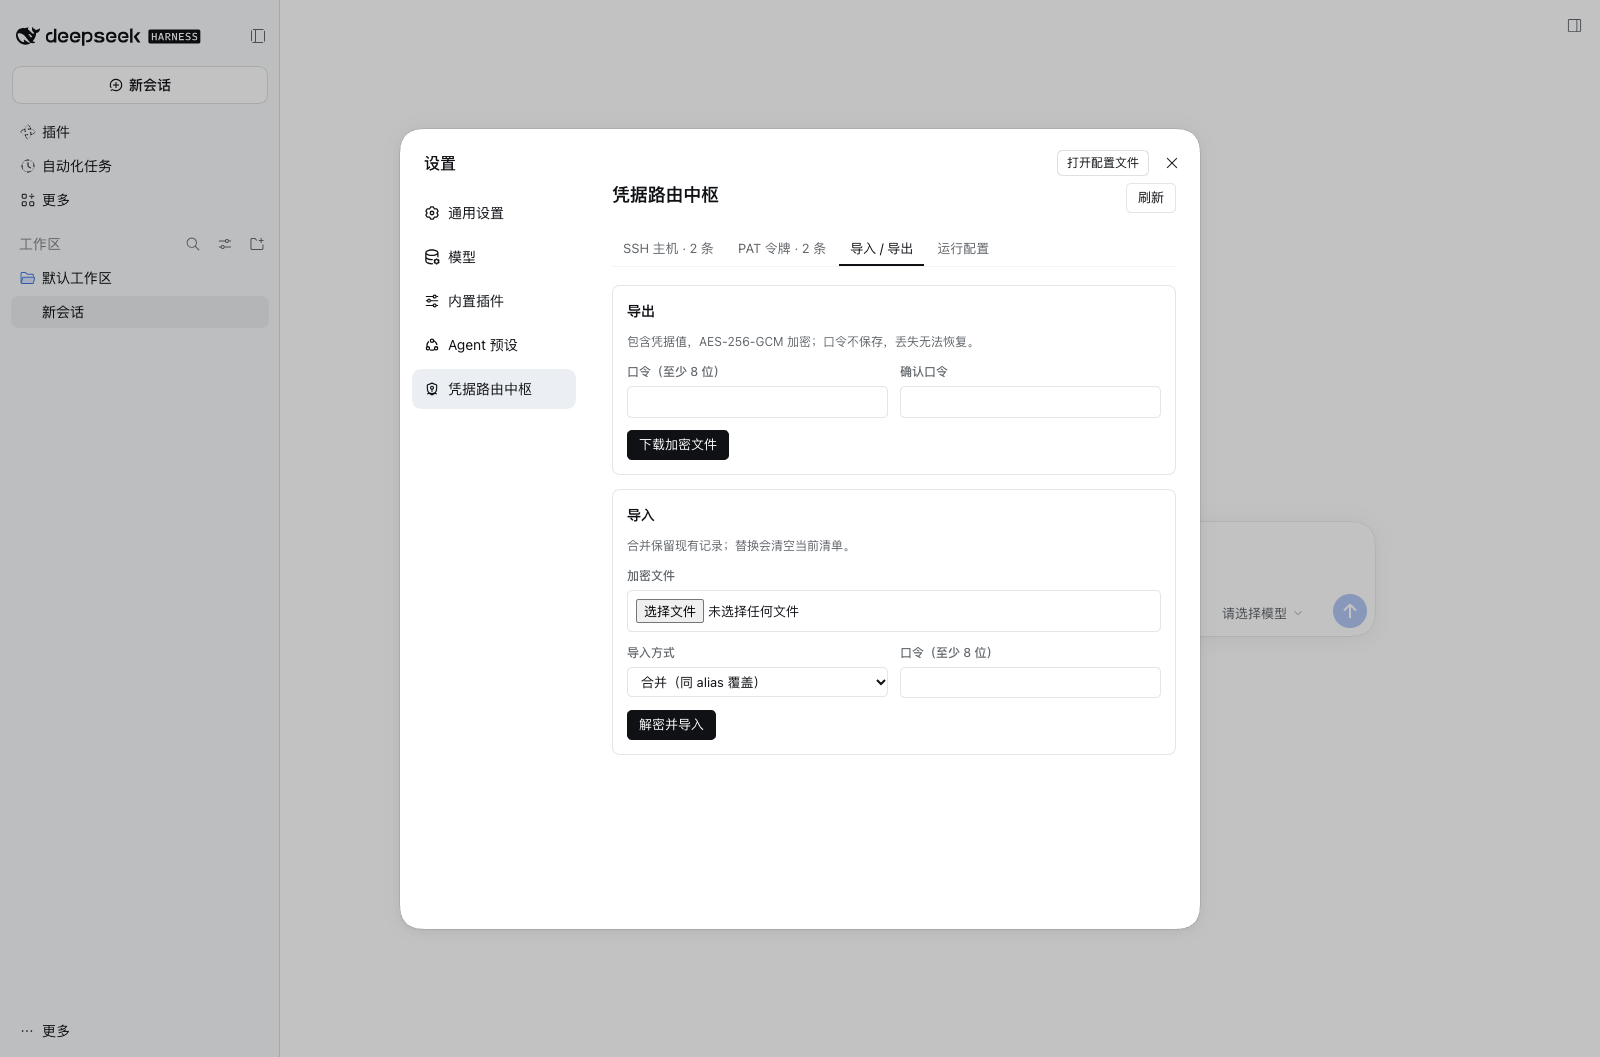 deepseek HARNESS
新会话
插件
自动化任务
更多
工作区
默认工作区
新会话
更多
设置
打开配置文件
通用设置
模型
内置插件
Agent 预设
凭据路由中枢
凭据路由中枢
刷新
SSH 主机 · 2 条
PAT 令牌 · 2 条
导入 / 导出
运行配置
导出
包含凭据值，AES-256-GCM 加密；口令不保存，丢失无法恢复。
口令（至少 8 位）
确认口令
下载加密文件
导入
合并保留现有记录；替换会清空当前清单。
加密文件
选择文件 未选择任何文件
导入方式
口令（至少 8 位）
合并（同 alias 覆盖）
解密并导入
请选择模型